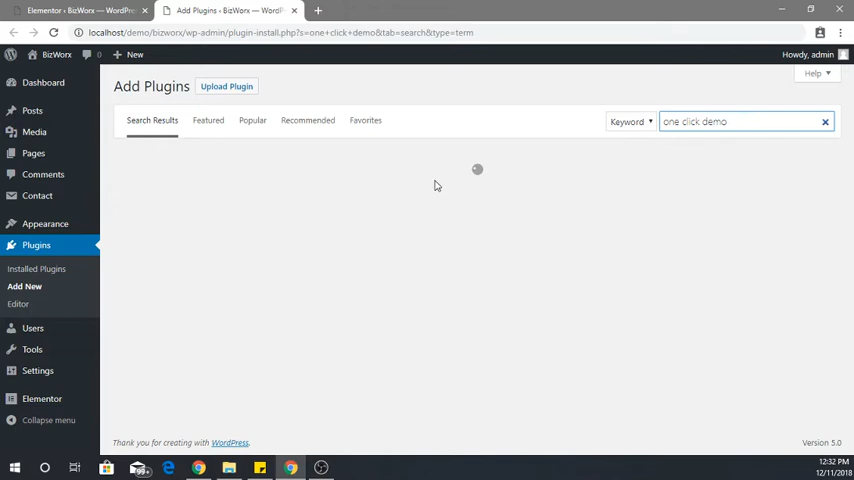 Elementor ‹ BizWorx — WordPre
Add Plugins ‹ BizWorx — WordP
localhost/demo/bizworx/wp-admin/plugin-install.php?s=one+click+demo&tab=search&type=term
BizWorx
0
New
Howdy, admin
Dashboard
Posts
Media
Pages
Comments
Contact
Appearance
Plugins
Installed Plugins
Add New
Editor
Users
Tools
Settings
Elementor
Collapse menu
Add Plugins
Upload Plugin
Help
Search Results
Featured
Popular
Recommended
Favorites
Keyword
one click demo
Thank you for creating with WordPress.
Version 5.0
99+
12:32 PM
12/11/2018